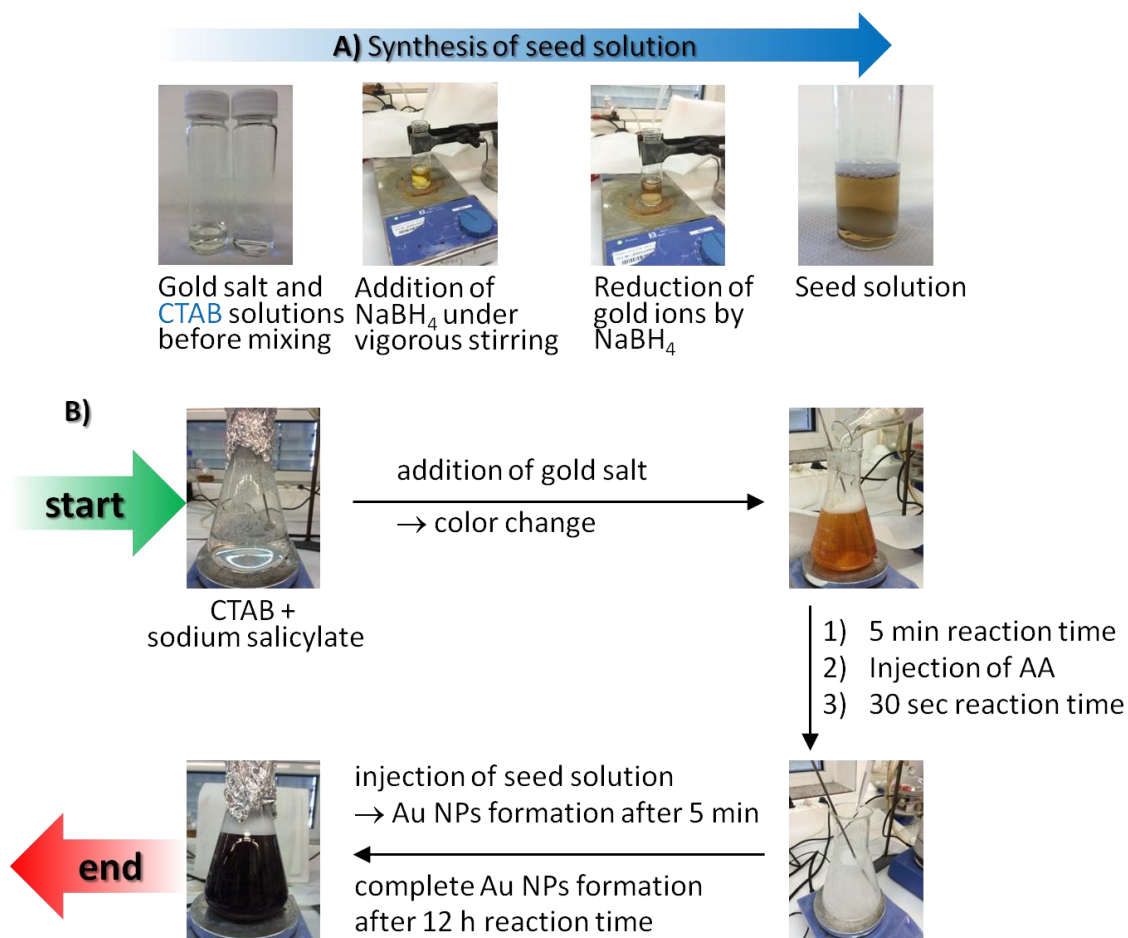 A) Synthesis of seed solution
Gold salt and
CTAB solutions
before mixing
Addition of
NaBH₄ under
vigorous stirring
Reduction of
gold ions by
NaBH₄
Seed solution
B)
start
CTAB +
sodium salicylate
addition of gold salt
→ color change
1) 5 min reaction time
2) Injection of AA
3) 30 sec reaction time
injection of seed solution
→ Au NPs formation after 5 min
complete Au NPs formation
after 12 h reaction time
end